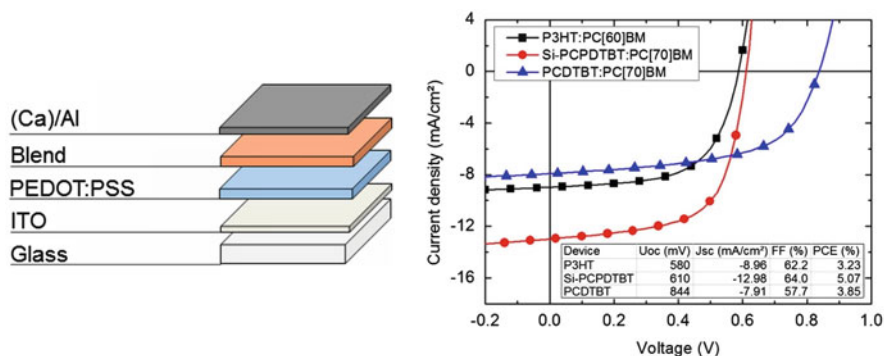 (Ca)/Al
Blend
PEDOT:PSS
ITO
Glass
P3HT:PC[60]BM
Si-PCPDTBT:PC[70]BM
PCDTBT:PC[70]BM
Current density (mA/cm²)
4
0
-4
-8
-12
-16
Device Uoc (mV) Jsc (mA/cm²) FF (%) PCE (%)
P3HT 580 -8.96 62.2 3.23
Si-PCPDTBT 610 -12.98 64.0 5.07
PCDTBT 844 -7.91 57.7 3.85
-0.2 0.0 0.2 0.4 0.6 0.8 1.0
Voltage (V)